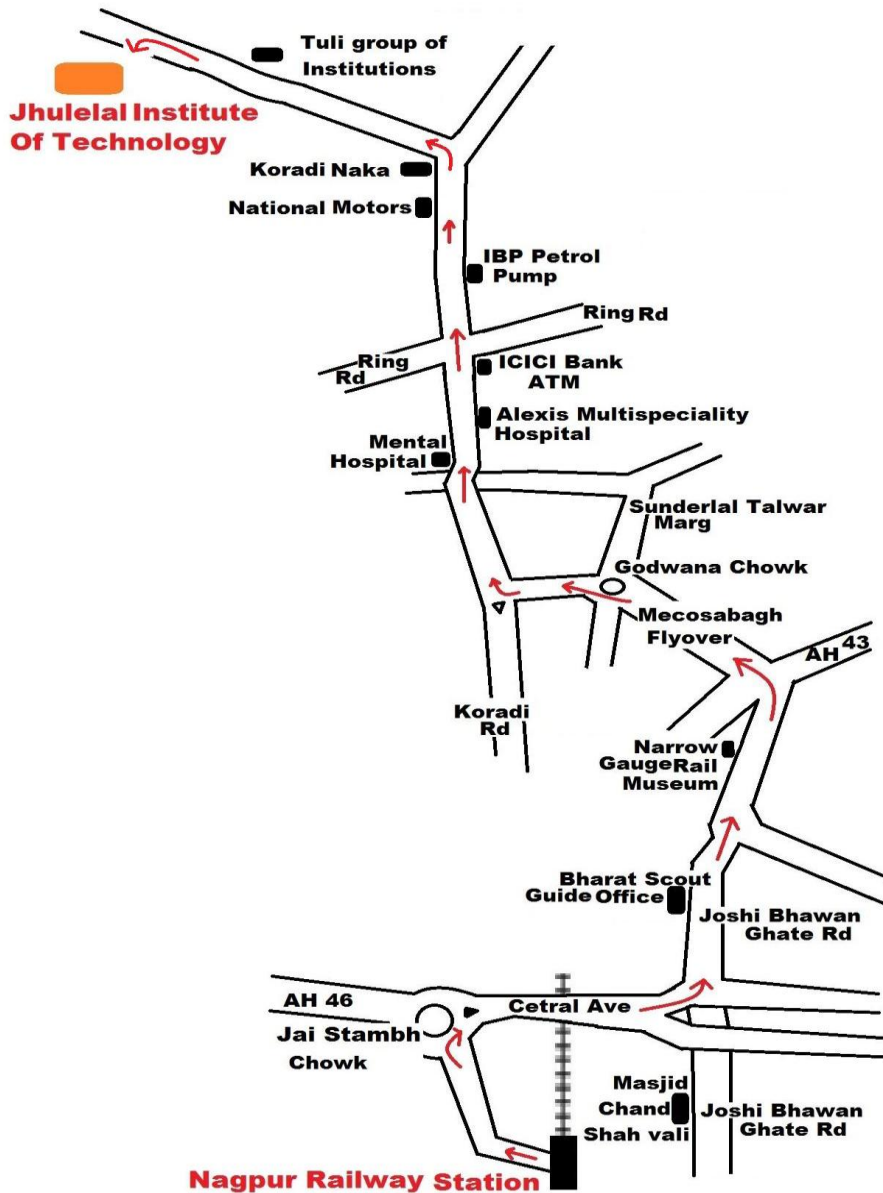 Tuli group of
Institutions
Jhulelal Institute
Of Technology
Koradi Naka
National Motors
IBP Petrol
Pump
Ring Rd
Ring
Rd
ICICI Bank
ATM
Alexis Multispeciality
Hospital
Mental
Hospital
Sunderlal Talwar
Marg
Godwana Chowk
Mecosabagh
Flyover
AH 43
Koradi
Rd
Narrow
Gauge Rail
Museum
Bharat Scout
Guide Office
Joshi Bhawan
Ghate Rd
AH 46
Cetral Ave
Jai Stambh
Chowk
Masjid
Chand
Shah vali
Joshi Bhawan
Ghate Rd
Nagpur Railway Station